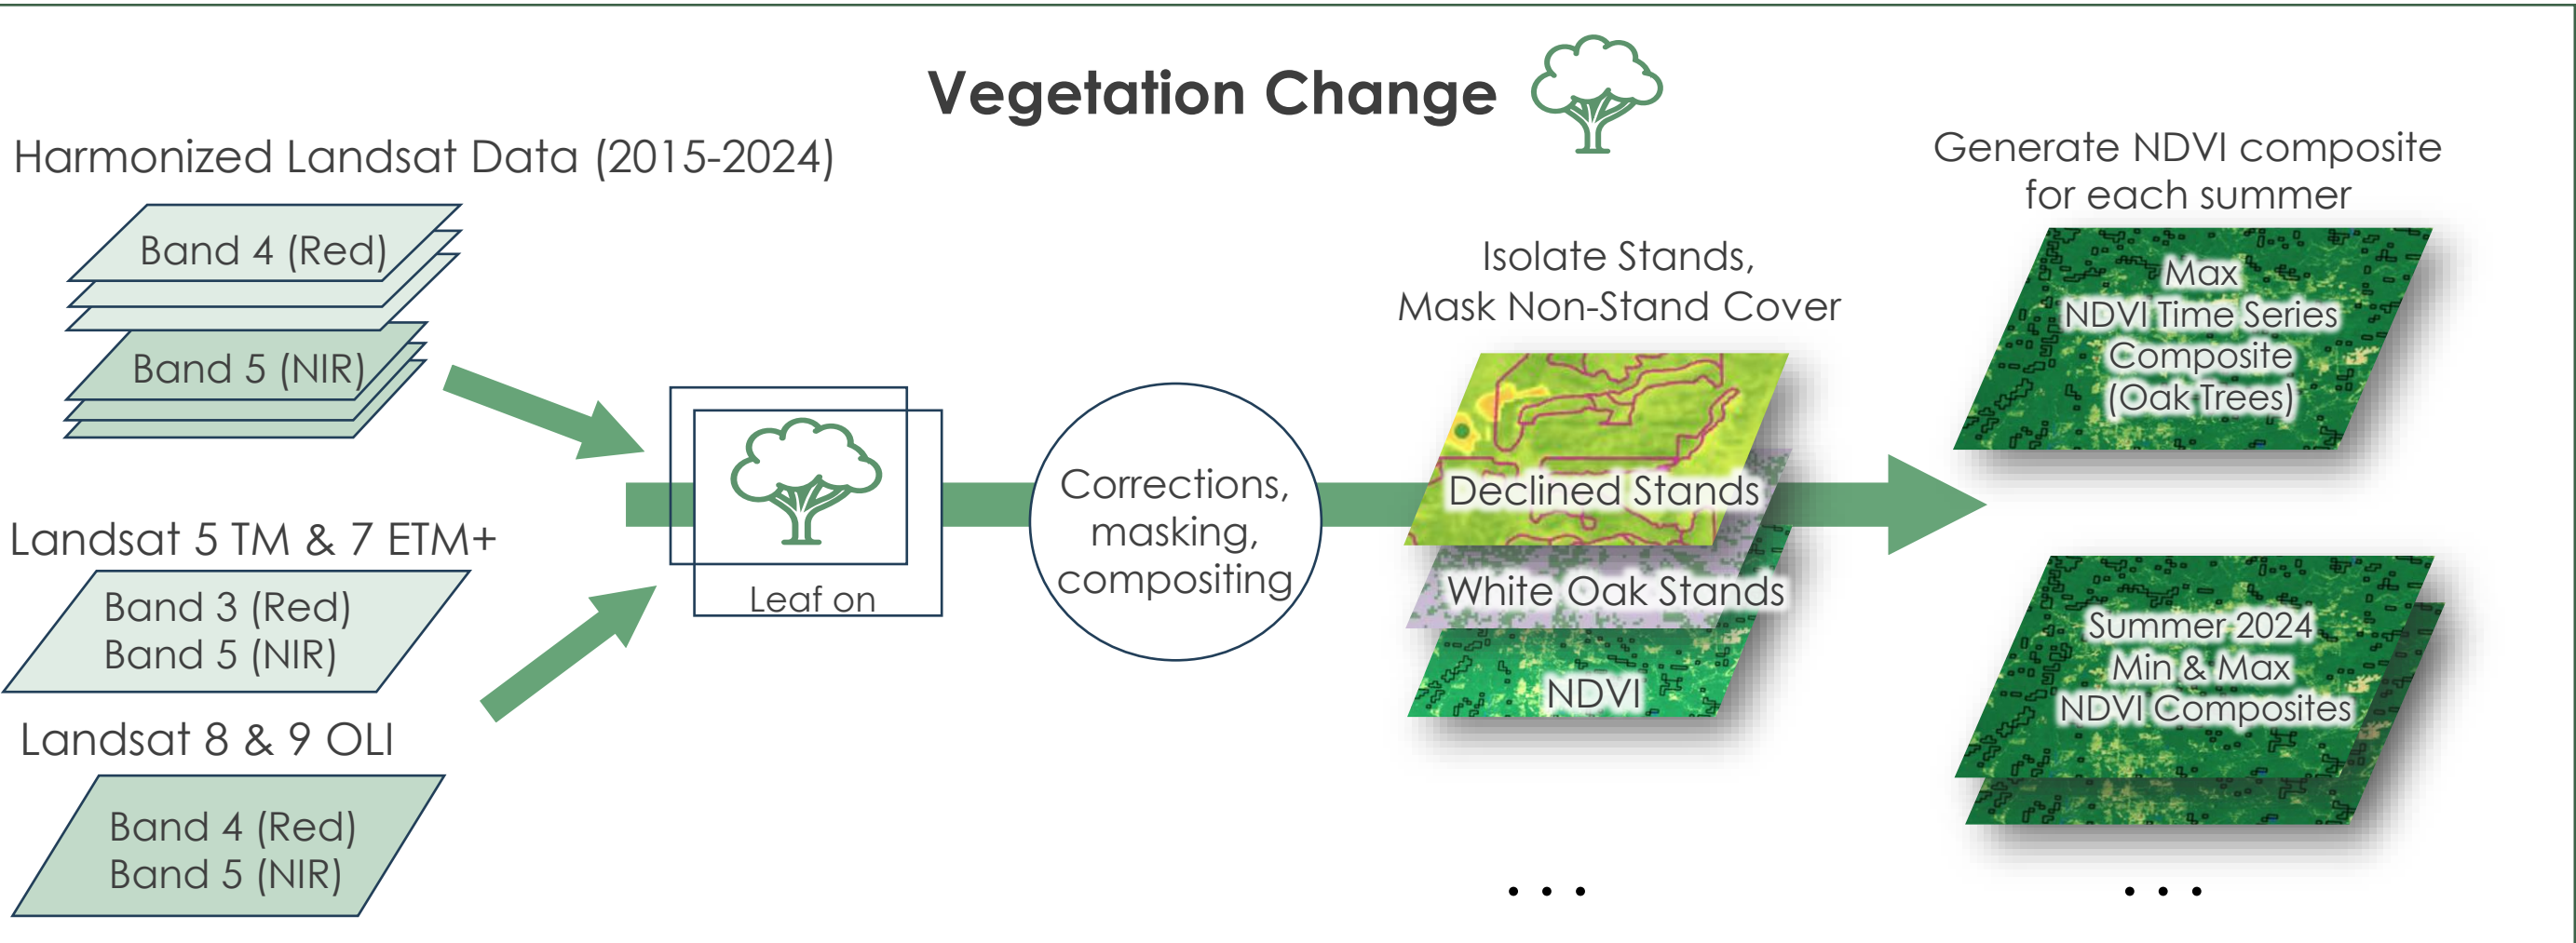 Vegetation Change
Harmonized Landsat Data (2015-2024)
Band 4 (Red)
Band 5 (NIR)
Landsat 5 TM & 7 ETM+
Band 3 (Red)
Band 5 (NIR)
Landsat 8 & 9 OLI
Band 4 (Red)
Band 5 (NIR)
Leaf on
Corrections,
masking,
compositing
Isolate Stands,
Mask Non-Stand Cover
Declined Stands
White Oak Stands
NDVI
. . .
Generate NDVI composite
for each summer
Max
NDVI Time Series
Composite
(Oak Trees)
Summer 2024
Min & Max
NDVI Composites
. . .